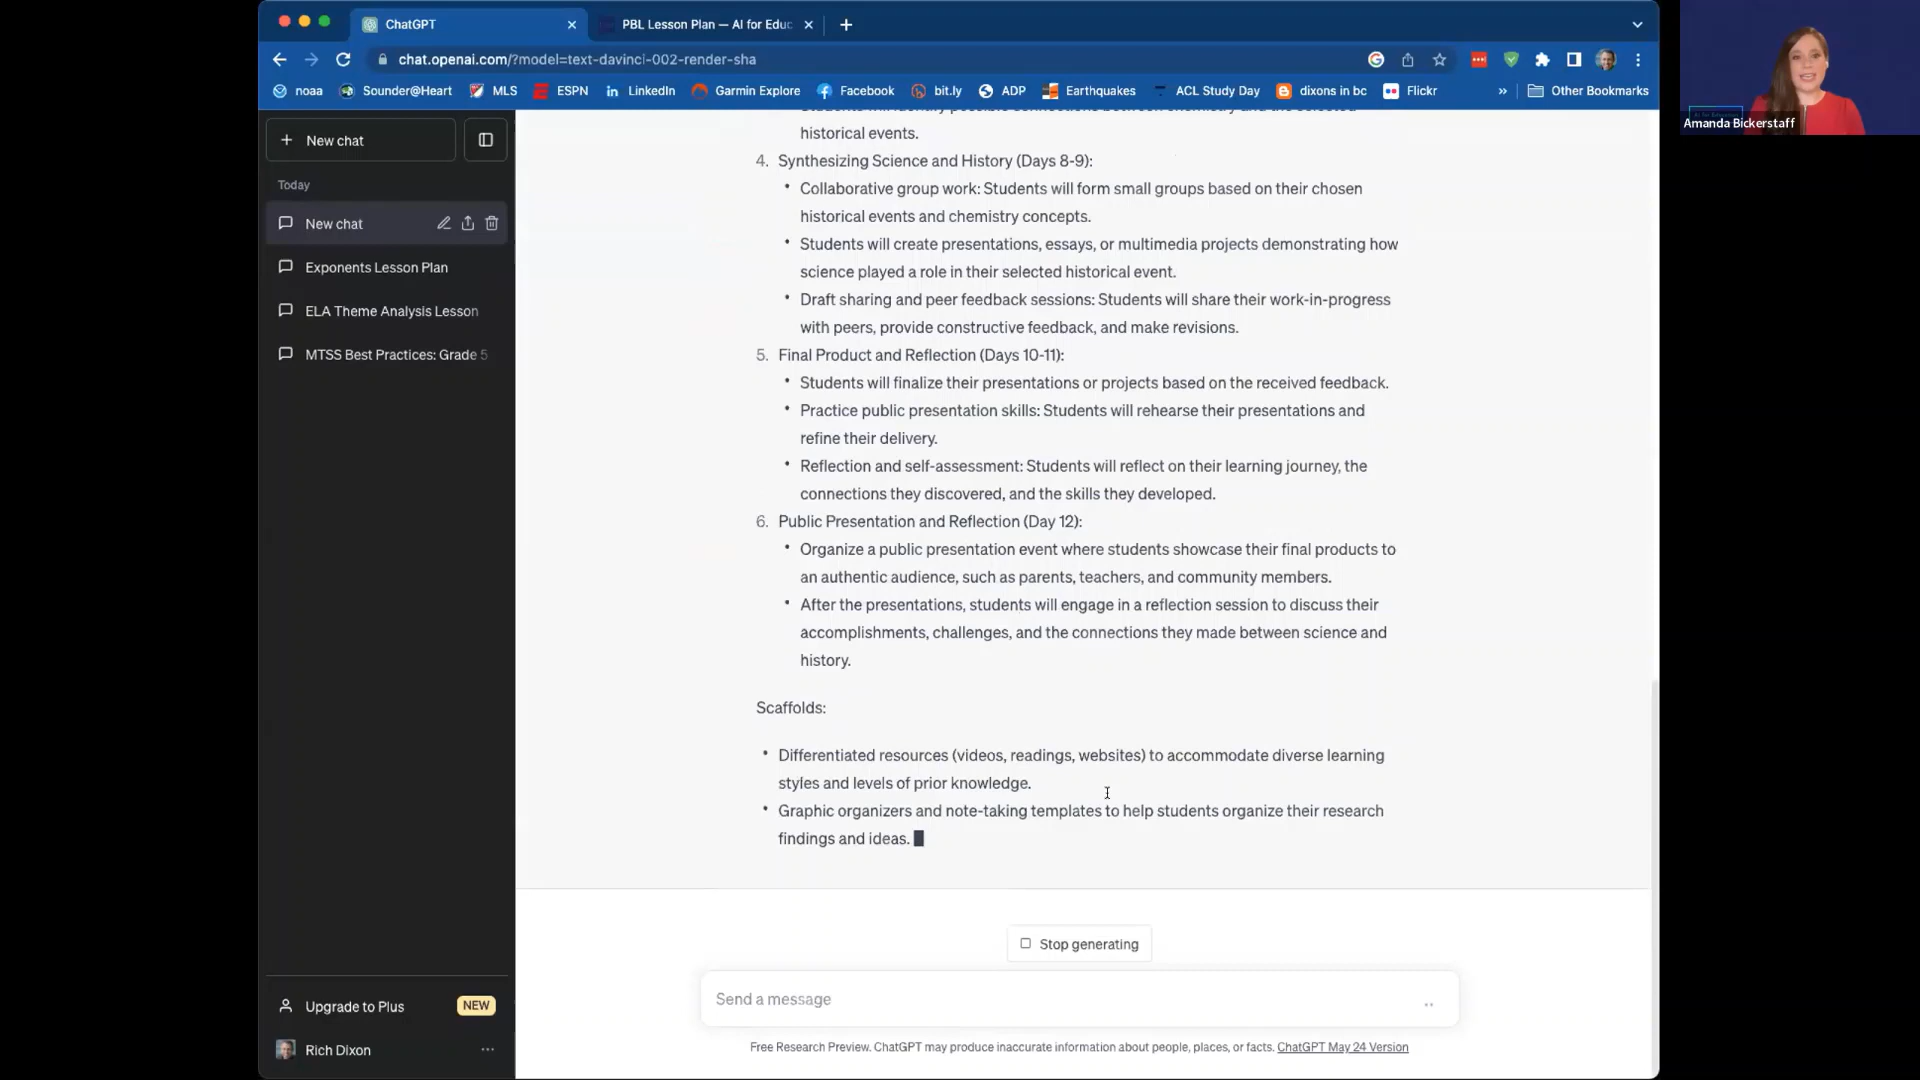 ChatGPT
PBL Lesson Plan — AI for Educ
chat.openai.com/?model=text-davinci-002-render-sha
noaa
Sounder@Heart
MLS
ESPN
LinkedIn
Garmin Explore
Facebook
bit.ly
ADP
Earthquakes
ACL Study Day
dixons in bc
Flickr
»
Other Bookmarks
Amanda Bickerstaff
+ New chat
Today
New chat
Exponents Lesson Plan
ELA Theme Analysis Lesson
MTSS Best Practices: Grade 5
Upgrade to Plus
NEW
Rich Dixon
historical events.
4. Synthesizing Science and History (Days 8-9):
• Collaborative group work: Students will form small groups based on their chosen
historical events and chemistry concepts.
• Students will create presentations, essays, or multimedia projects demonstrating how
science played a role in their selected historical event.
• Draft sharing and peer feedback sessions: Students will share their work-in-progress
with peers, provide constructive feedback, and make revisions.
5. Final Product and Reflection (Days 10-11):
• Students will finalize their presentations or projects based on the received feedback.
• Practice public presentation skills: Students will rehearse their presentations and
refine their delivery.
• Reflection and self-assessment: Students will reflect on their learning journey, the
connections they discovered, and the skills they developed.
6. Public Presentation and Reflection (Day 12):
• Organize a public presentation event where students showcase their final products to
an authentic audience, such as parents, teachers, and community members.
• After the presentations, students will engage in a reflection session to discuss their
accomplishments, challenges, and the connections they made between science and
history.
Scaffolds:
• Differentiated resources (videos, readings, websites) to accommodate diverse learning
styles and levels of prior knowledge.
• Graphic organizers and note-taking templates to help students organize their research
findings and ideas.
Stop generating
Send a message
Free Research Preview. ChatGPT may produce inaccurate information about people, places, or facts. ChatGPT May 24 Version